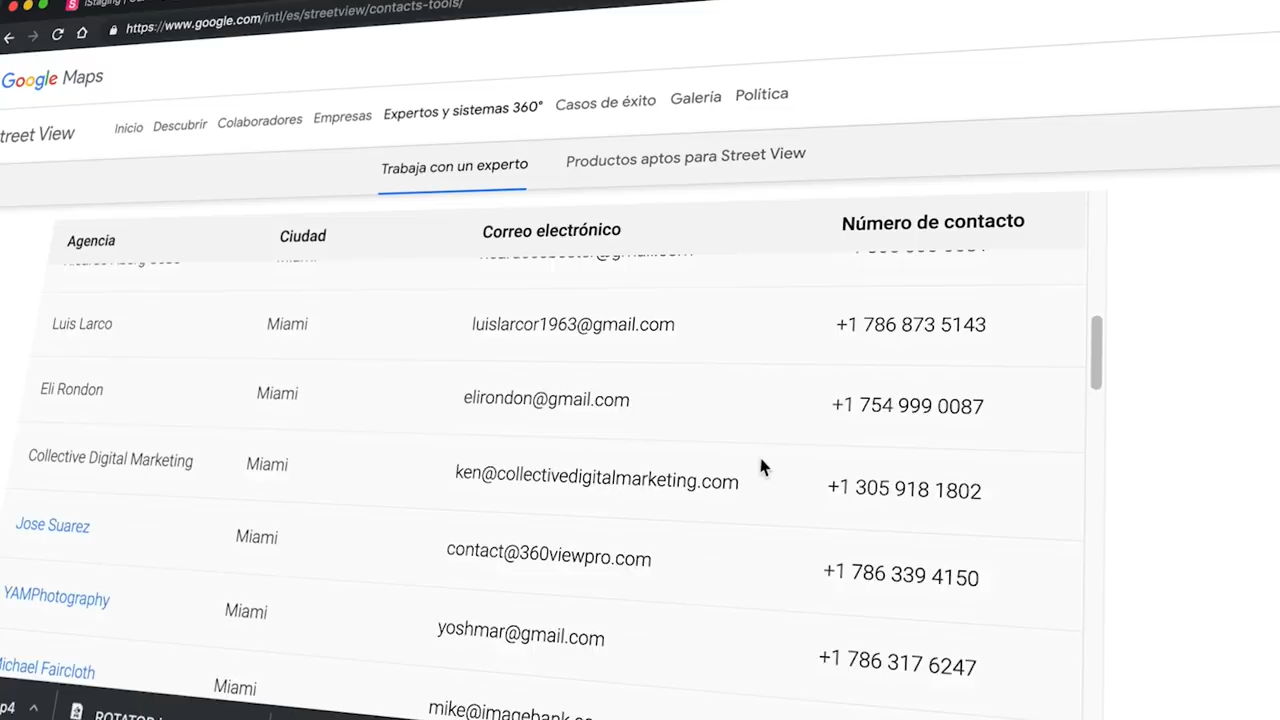 https://www.google.com/intl/es/streetview/contacts-tools/
Google Maps
treet View Inicio Descubrir Colaboradores Empresas Expertos y sistemas 360° Casos de éxito Galería Política
Trabaja con un experto Productos aptos para Street View
Agencia Ciudad Correo electrónico Número de contacto
Luis Larco Miami luislarcor1963@gmail.com +1 786 873 5143
Eli Rondon Miami elirondon@gmail.com +1 754 999 0087
Collective Digital Marketing Miami ken@collectivedigitalmarketing.com +1 305 918 1802
Jose Suarez Miami contact@360viewpro.com +1 786 339 4150
YAMPhotography Miami yoshmar@gmail.com +1 786 317 6247
Michael Faircloth Miami
p4